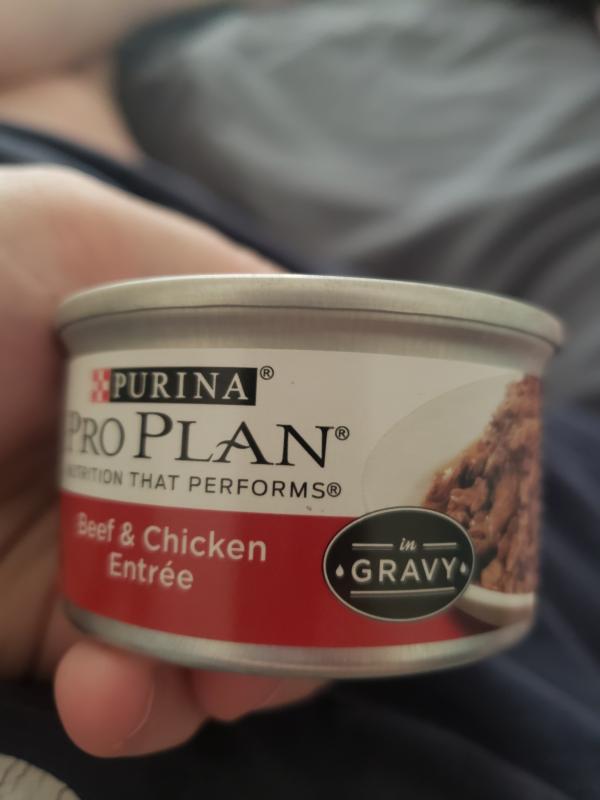 PURINA®
PRO PLAN®
NUTRITION THAT PERFORMS®
Beef & Chicken
Entrée
in
GRAVY